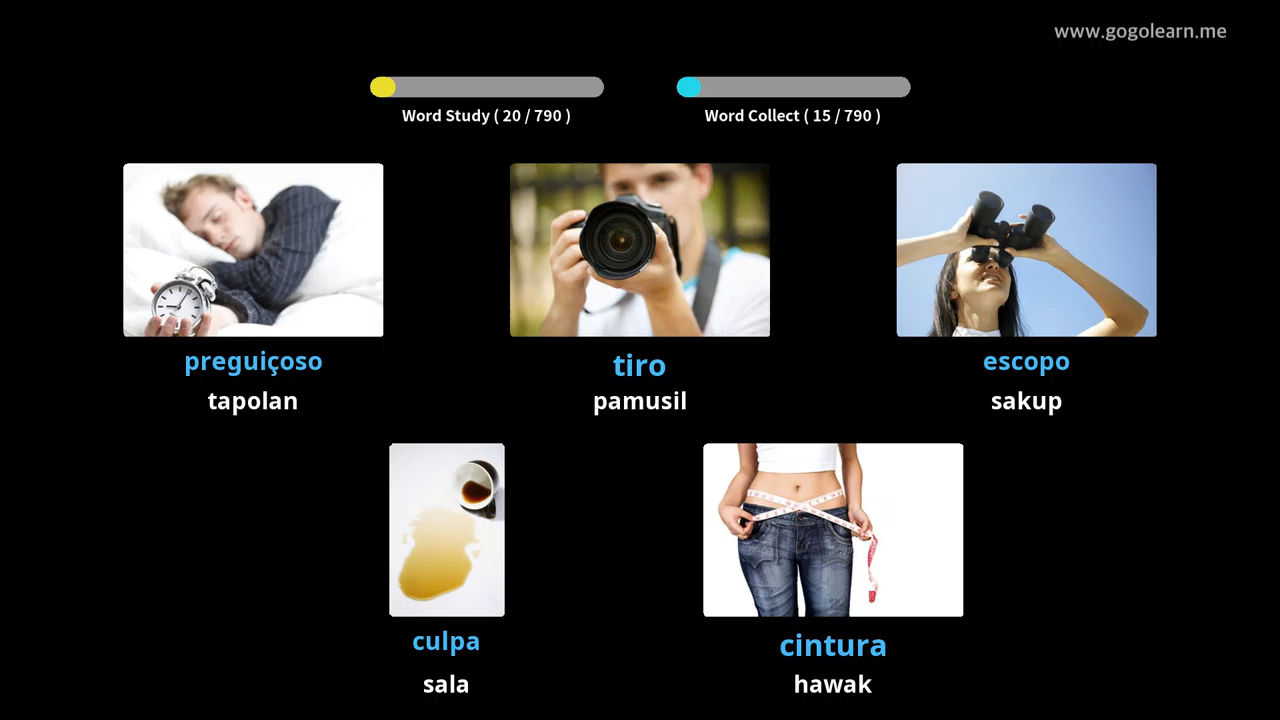 www.gogolearn.me
Word Study ( 20 / 790 )
Word Collect ( 15 / 790 )
preguiçoso
tapolan
tiro
pamusil
escopo
sakup
culpa
sala
cintura
hawak